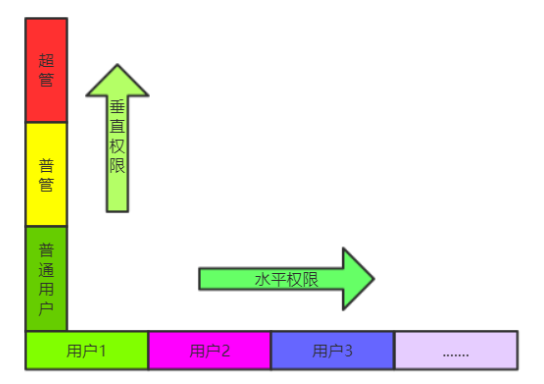 超管
垂直权限
普管
普通用户
水平权限
用户1
用户2
用户3
.......